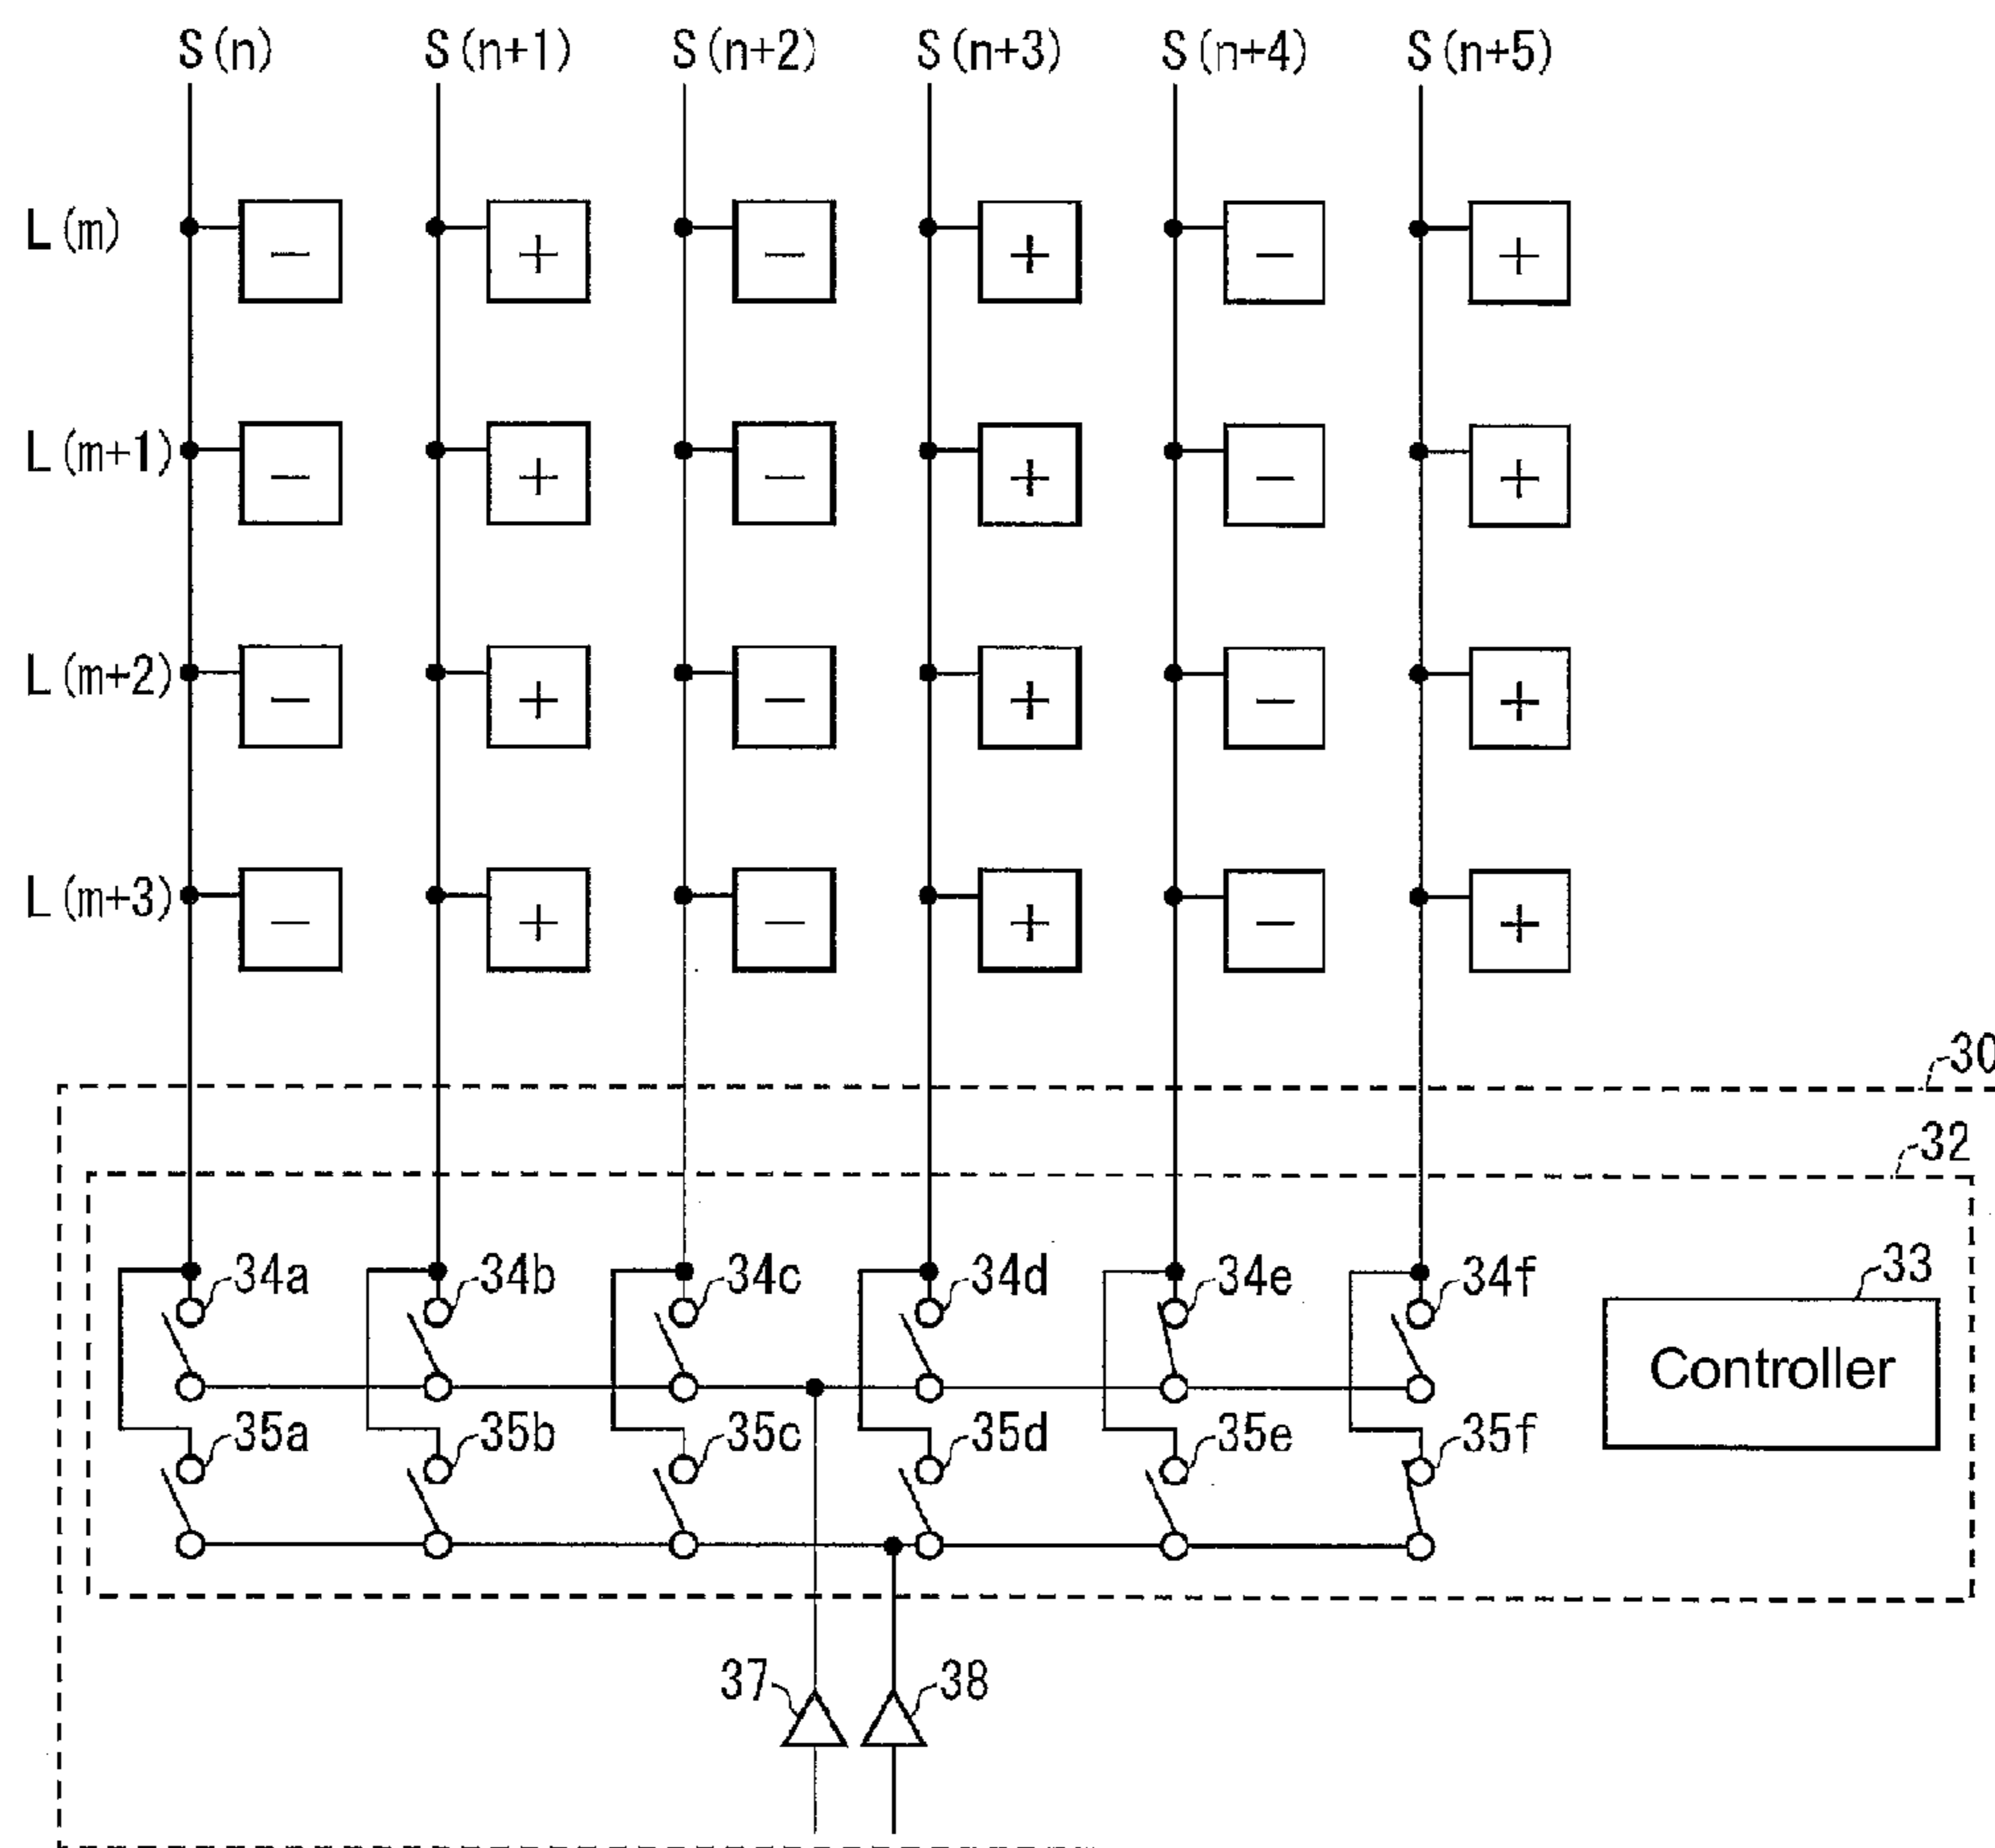 S(n) S(n+1) S(n+2) S(n+3) S(n+4) S(n+5)
L(m) − + − + − +
L(m+1) − + − + − +
L(m+2) − + − + − +
L(m+3) − + − + − +
30
32
34a 34b 34c 34d 34e 34f 33
Controller
35a 35b 35c 35d 35e 35f
37 38